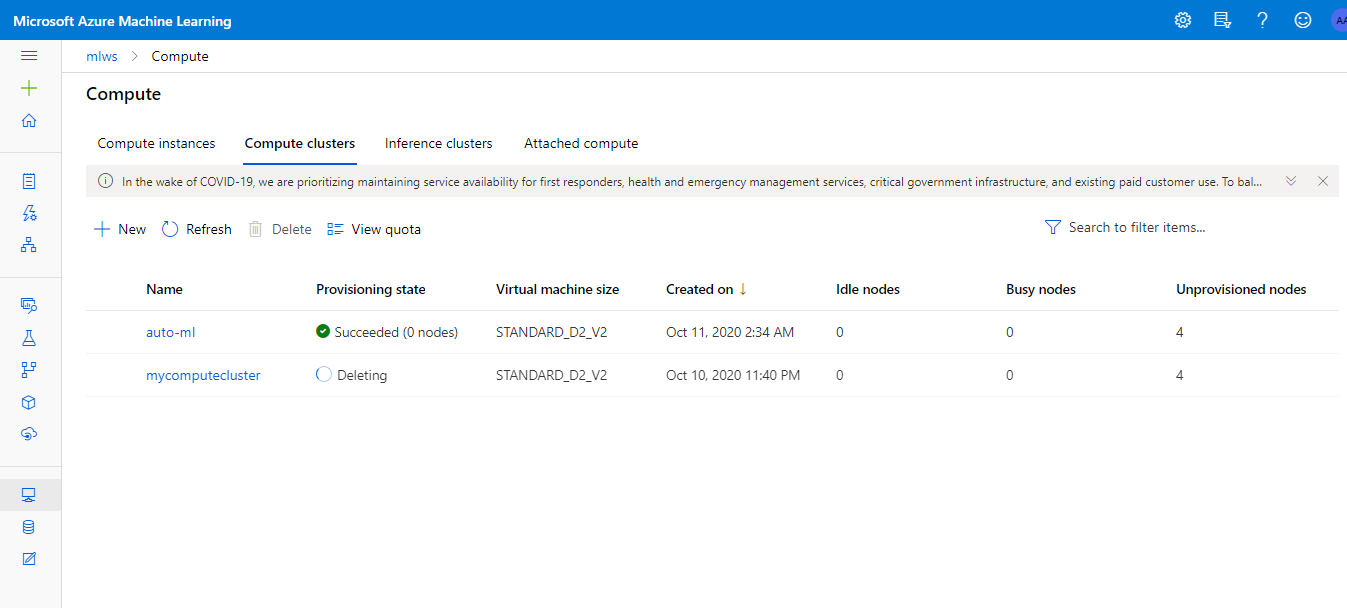 Microsoft Azure Machine Learning
AA
mlws > Compute
Compute
Compute instances Compute clusters Inference clusters Attached compute
In the wake of COVID-19, we are prioritizing maintaining service availability for first responders, health and emergency management services, critical government infrastructure, and existing paid customer use. To bal...
New Refresh Delete View quota Search to filter items...
Name Provisioning state Virtual machine size Created on ↓ Idle nodes Busy nodes Unprovisioned nodes
auto-ml Succeeded (0 nodes) STANDARD_D2_V2 Oct 11, 2020 2:34 AM 0 0 4
mycomputecluster Deleting STANDARD_D2_V2 Oct 10, 2020 11:40 PM 0 0 4